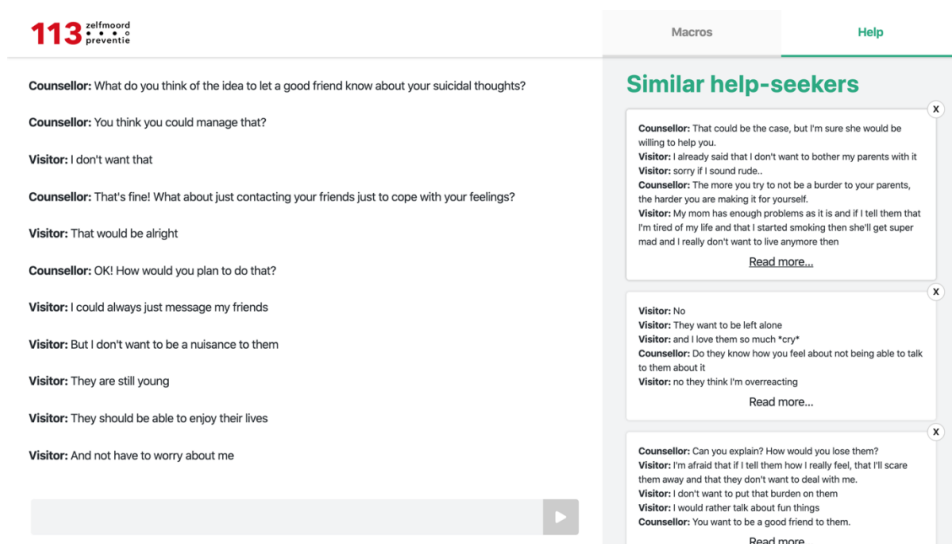 113 zelfmoord
preventie
Macros
Help
Counsellor: What do you think of the idea to let a good friend know about your suicidal thoughts?
Counsellor: You think you could manage that?
Visitor: I don't want that
Counsellor: That's fine! What about just contacting your friends just to cope with your feelings?
Visitor: That would be alright
Counsellor: OK! How would you plan to do that?
Visitor: I could always just message my friends
Visitor: But I don't want to be a nuisance to them
Visitor: They are still young
Visitor: They should be able to enjoy their lives
Visitor: And not have to worry about me
Similar help-seekers
X
Counsellor: That could be the case, but I'm sure she would be
willing to help you.
Visitor: I already said that I don't want to bother my parents with it
Visitor: sorry if I sound rude..
Counsellor: The more you try to not be a burder to your parents,
the harder you are making it for yourself.
Visitor: My mom has enough problems as it is and if I tell them that
I'm tired of my life and that I started smoking then she'll get super
mad and I really don't want to live anymore then
Read more...
X
Visitor: No
Visitor: They want to be left alone
Visitor: and I love them so much *cry*
Counsellor: Do they know how you feel about not being able to talk
to them about it
Visitor: no they think I'm overreacting
Read more...
X
Counsellor: Can you explain? How would you lose them?
Visitor: I'm afraid that if I tell them how I really feel, that I'll scare
them away and that they don't want to deal with me.
Visitor: I don't want to put that burden on them
Visitor: I would rather talk about fun things
Counsellor: You want to be a good friend to them.
Read more...